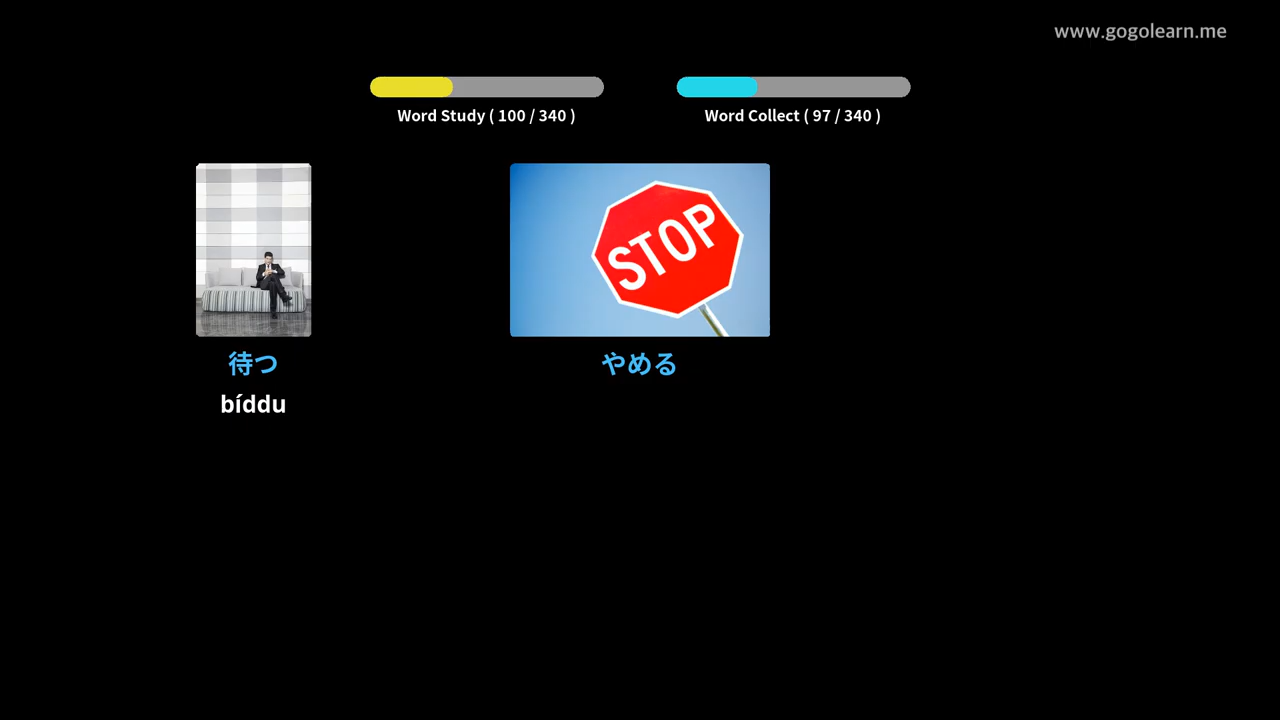 www.gogolearn.me
Word Study ( 100 / 340 )
Word Collect ( 97 / 340 )
STOP
待つ
やめる
bíddu